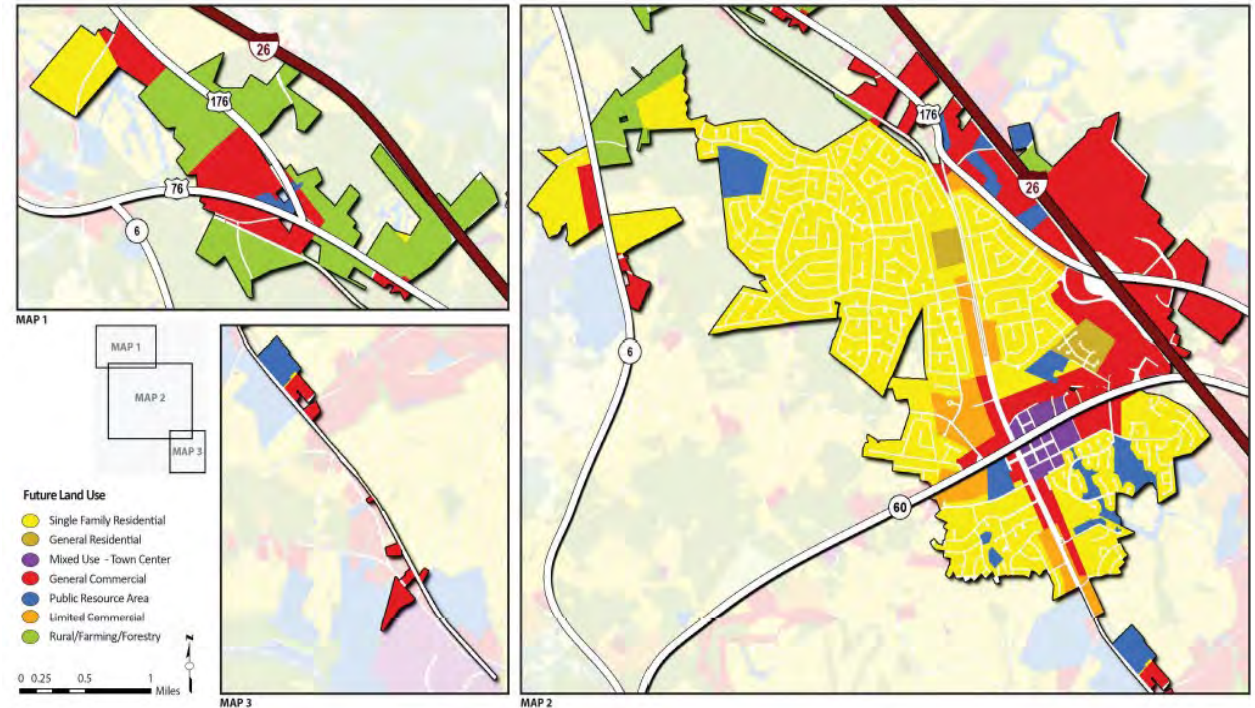 26
176
76
6
MAP 1
MAP 1
MAP 2
MAP 3
Future Land Use
Single Family Residential
General Residential
Mixed Use - Town Center
General Commercial
Public Resource Area
Limited Commercial
Rural/Farming/Forestry
N
0 0.25 0.5 1
Miles
MAP 3
176
26
6
60
MAP 2